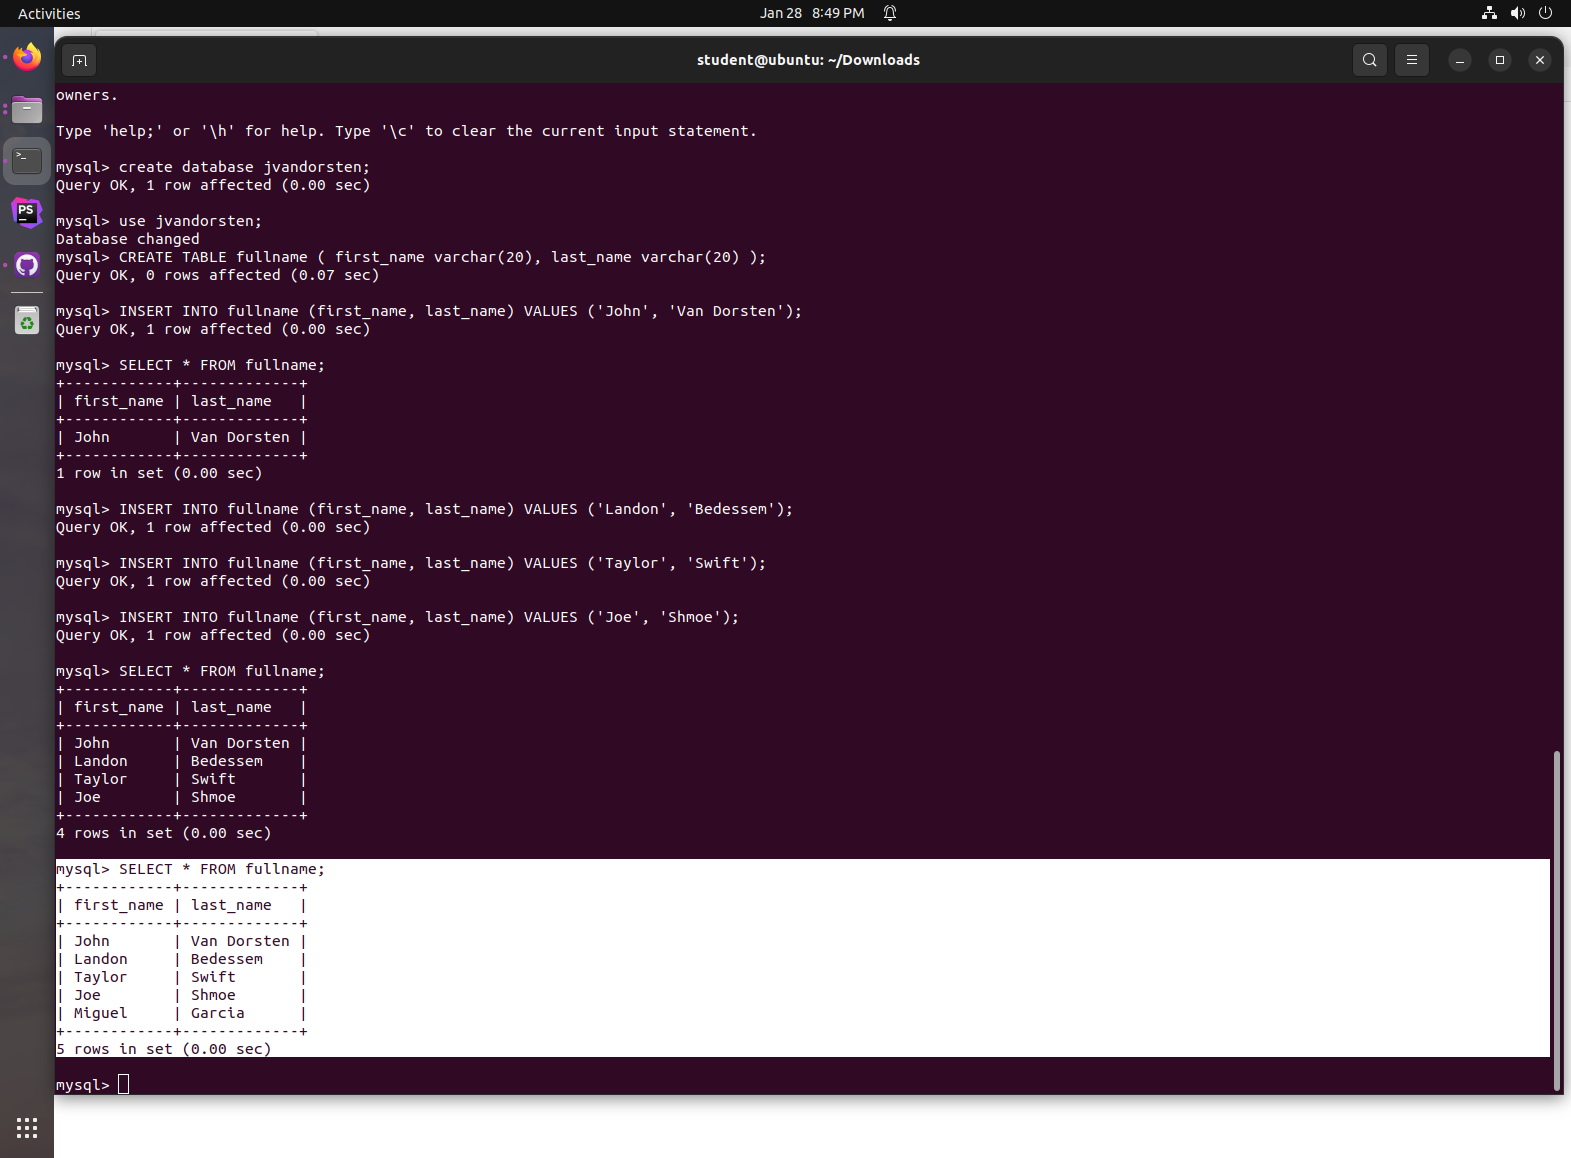 Activities
Jan 28 8:49 PM
student@ubuntu: ~/Downloads
PS
owners.
Type 'help;' or '\h' for help. Type '\c' to clear the current input statement.
mysql> create database jvandorsten;
Query OK, 1 row affected (0.00 sec)
mysql> use jvandorsten;
Database changed
mysql> CREATE TABLE fullname ( first_name varchar(20), last_name varchar(20) );
Query OK, 0 rows affected (0.07 sec)
mysql> INSERT INTO fullname (first_name, last_name) VALUES ('John', 'Van Dorsten');
Query OK, 1 row affected (0.00 sec)
mysql> SELECT * FROM fullname;
+------------+-------------+
| first_name | last_name   |
+------------+-------------+
| John       | Van Dorsten |
+------------+-------------+
1 row in set (0.00 sec)
mysql> INSERT INTO fullname (first_name, last_name) VALUES ('Landon', 'Bedessem');
Query OK, 1 row affected (0.00 sec)
mysql> INSERT INTO fullname (first_name, last_name) VALUES ('Taylor', 'Swift');
Query OK, 1 row affected (0.00 sec)
mysql> INSERT INTO fullname (first_name, last_name) VALUES ('Joe', 'Shmoe');
Query OK, 1 row affected (0.00 sec)
mysql> SELECT * FROM fullname;
+------------+-------------+
| first_name | last_name   |
+------------+-------------+
| John       | Van Dorsten |
| Landon     | Bedessem    |
| Taylor     | Swift       |
| Joe        | Shmoe       |
+------------+-------------+
4 rows in set (0.00 sec)
mysql> SELECT * FROM fullname;
+------------+-------------+
| first_name | last_name   |
+------------+-------------+
| John       | Van Dorsten |
| Landon     | Bedessem    |
| Taylor     | Swift       |
| Joe        | Shmoe       |
| Miguel     | Garcia      |
+------------+-------------+
5 rows in set (0.00 sec)
mysql>